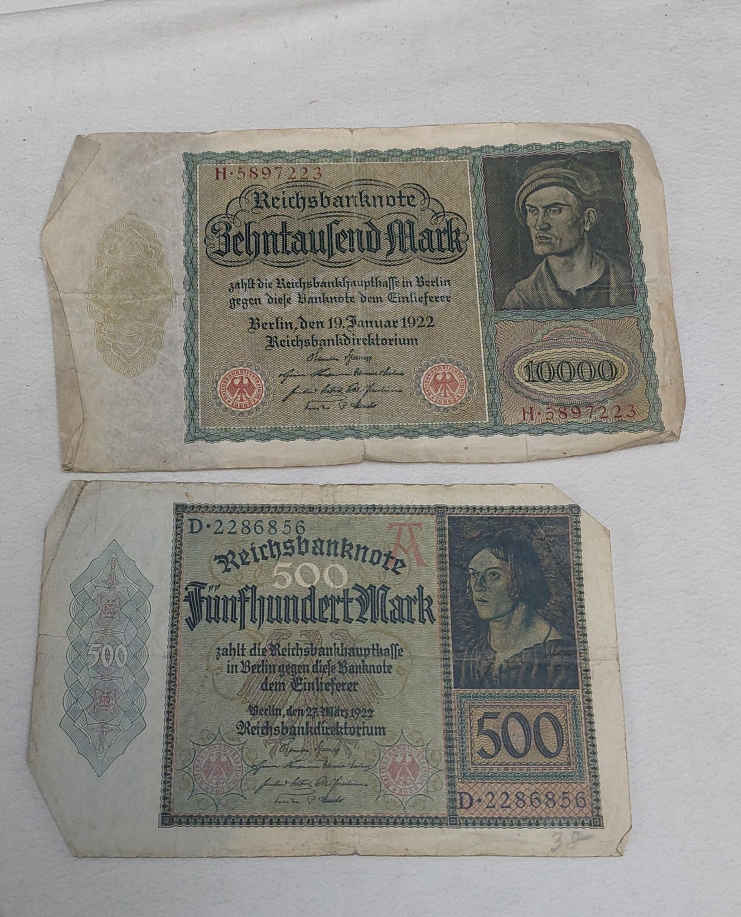 H·5897223
Reichsbanknote
Zehntausend Mark
zahlt die Reichsbankhauptkasse in Berlin
gegen diese Banknote dem Einlieferer
Berlin, den 19. Januar 1922
Reichsbankdirektorium
10000
H·5897223
D·2286856
Reichsbanknote
500
Fünfhundert Mark
zahlt die Reichsbankhauptkasse
in Berlin gegen diese Banknote
dem Einlieferer
Berlin, den 27. März 1922
Reichsbankdirektorium
500
500
D·2286856